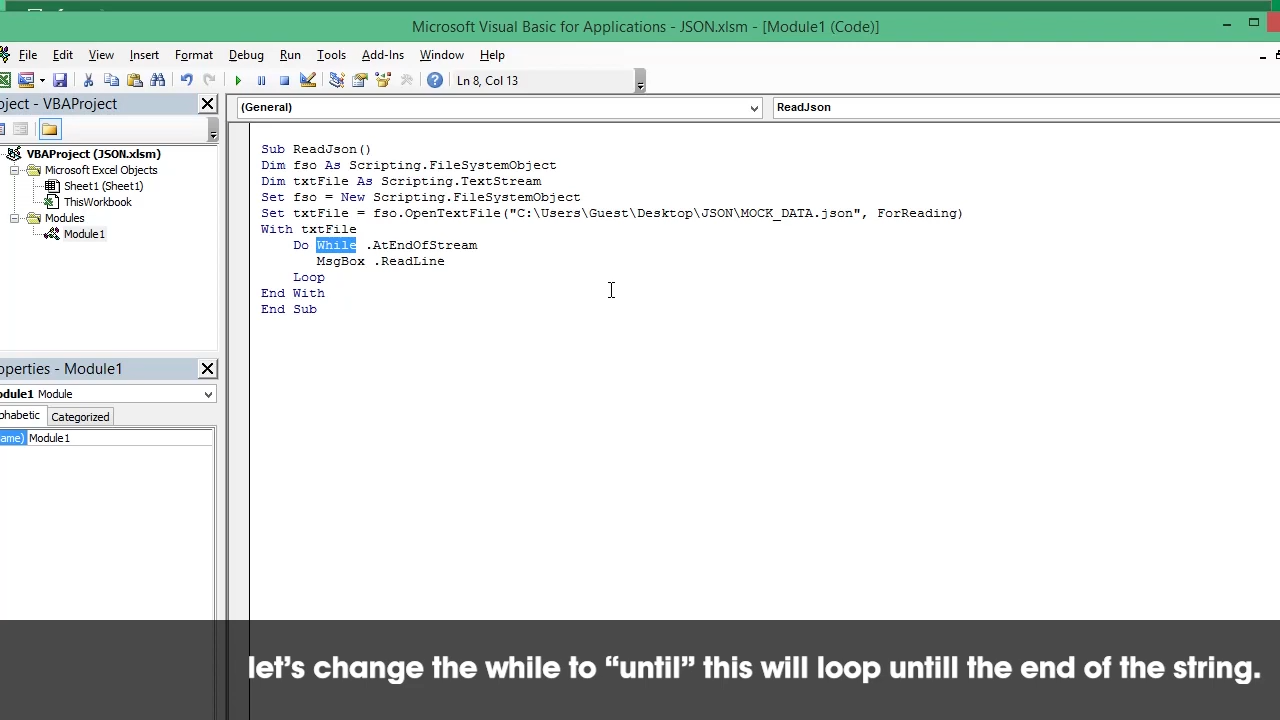 Microsoft Visual Basic for Applications - JSON.xlsm - [Module1 (Code)]
File Edit View Insert Format Debug Run Tools Add-Ins Window Help
Ln 8, Col 13
oject - VBAProject
(General)
ReadJson
VBAProject (JSON.xlsm)
Microsoft Excel Objects
Sheet1 (Sheet1)
ThisWorkbook
Modules
Module1
Sub ReadJson()
Dim fso As Scripting.FileSystemObject
Dim txtFile As Scripting.TextStream
Set fso = New Scripting.FileSystemObject
Set txtFile = fso.OpenTextFile("C:\Users\Guest\Desktop\JSON\MOCK_DATA.json", ForReading)
With txtFile
Do While .AtEndOfStream
MsgBox .ReadLine
Loop
End With
End Sub
operties - Module1
odule1 Module
phabetic Categorized
ame) Module1
let's change the while to “until” this will loop untill the end of the string.